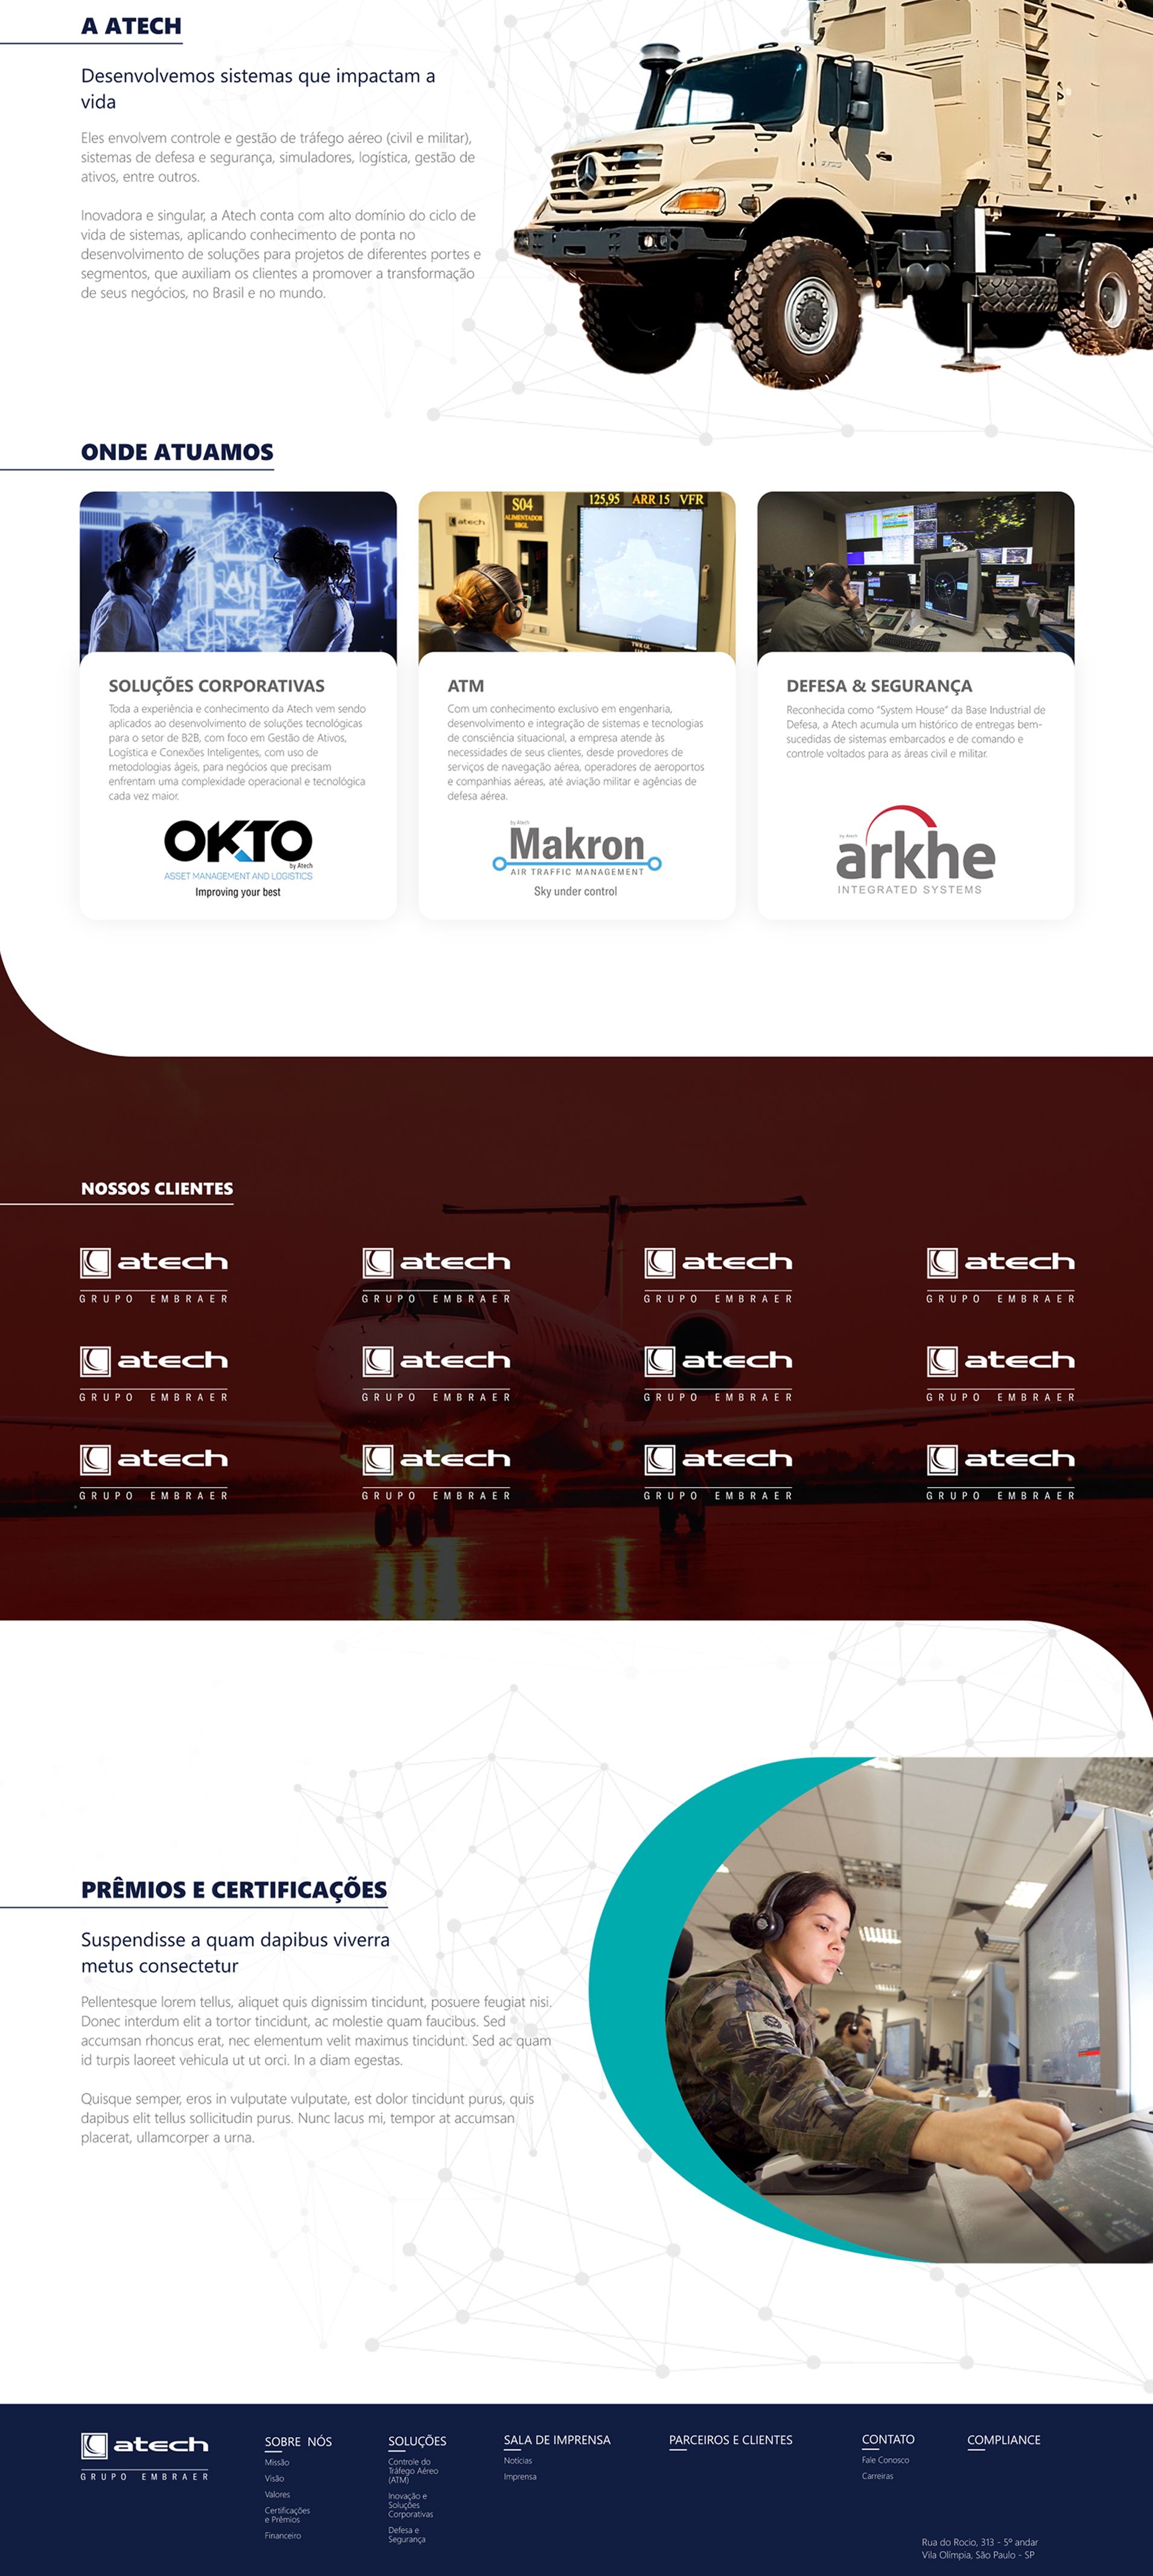 A ATECH
Desenvolvemos sistemas que impactam a
vida
Eles envolvem controle e gestão de tráfego aéreo (civil e militar),
sistemas de defesa e segurança, simuladores, logística, gestão de
ativos, entre outros.
Inovadora e singular, a Atech conta com alto domínio do ciclo de
vida de sistemas, aplicando conhecimento de ponta no
desenvolvimento de soluções para projetos de diferentes portes e
segmentos, que auxiliam os clientes a promover a transformação
de seus negócios, no Brasil e no mundo.
ONDE ATUAMOS
SAFE
S04
ALIMENTADOR
SBGL
125,95 ARR 15 VFR
atech
SOLUÇÕES CORPORATIVAS
Toda a experiência e conhecimento da Atech vem sendo
aplicados ao desenvolvimento de soluções tecnológicas
para o setor de B2B, com foco em Gestão de Ativos,
Logística e Conexões Inteligentes, com uso de
metodologias ágeis, para negócios que precisam
enfrentam uma complexidade operacional e tecnológica
cada vez maior.
OKTO
by Atech
ASSET MANAGEMENT AND LOGISTICS
Improving your best
ATM
Com um conhecimento exclusivo em engenharia,
desenvolvimento e integração de sistemas e tecnologias
de consciência situacional, a empresa atende às
necessidades de seus clientes, desde provedores de
serviços de navegação aérea, operadores de aeroportos
e companhias aéreas, até aviação militar e agências de
defesa aérea.
by Atech
Makron
AIR TRAFFIC MANAGEMENT
Sky under control
DEFESA & SEGURANÇA
Reconhecida como "System House" da Base Industrial de
Defesa, a Atech acumula um histórico de entregas bem-
sucedidas de sistemas embarcados e de comando e
controle voltados para as áreas civil e militar.
by Atech
arkhe
INTEGRATED SYSTEMS
NOSSOS CLIENTES
atech atech atech atech
GRUPO EMBRAER GRUPO EMBRAER GRUPO EMBRAER GRUPO EMBRAER
atech atech atech atech
GRUPO EMBRAER GRUPO EMBRAER GRUPO EMBRAER GRUPO EMBRAER
atech atech atech atech
GRUPO EMBRAER GRUPO EMBRAER GRUPO EMBRAER GRUPO EMBRAER
PRÊMIOS E CERTIFICAÇÕES
Suspendisse a quam dapibus viverra
metus consectetur
Pellentesque lorem tellus, aliquet quis dignissim tincidunt, posuere feugiat nisi.
Donec interdum elit a tortor tincidunt, ac molestie quam faucibus. Sed
accumsan rhoncus erat, nec elementum velit maximus tincidunt. Sed ac quam
id turpis laoreet vehicula ut ut orci. In a diam egestas.
Quisque semper, eros in vulputate vulputate, est dolor tincidunt purus, quis
dapibus elit tellus sollicitudin purus. Nunc lacus mi, tempor at accumsan
placerat, ullamcorper a urna.
atech
GRUPO EMBRAER
SOBRE NÓS
Missão
Visão
Valores
Certificações
e Prêmios
Financeiro
SOLUÇÕES
Controle do
Tráfego Aéreo
(ATM)
Inovação e
Soluções
Corporativas
Defesa e
Segurança
SALA DE IMPRENSA
Notícias
Imprensa
PARCEIROS E CLIENTES
CONTATO
Fale Conosco
Carreiras
COMPLIANCE
Rua do Rocio, 313 - 5º andar
Vila Olímpia, São Paulo - SP